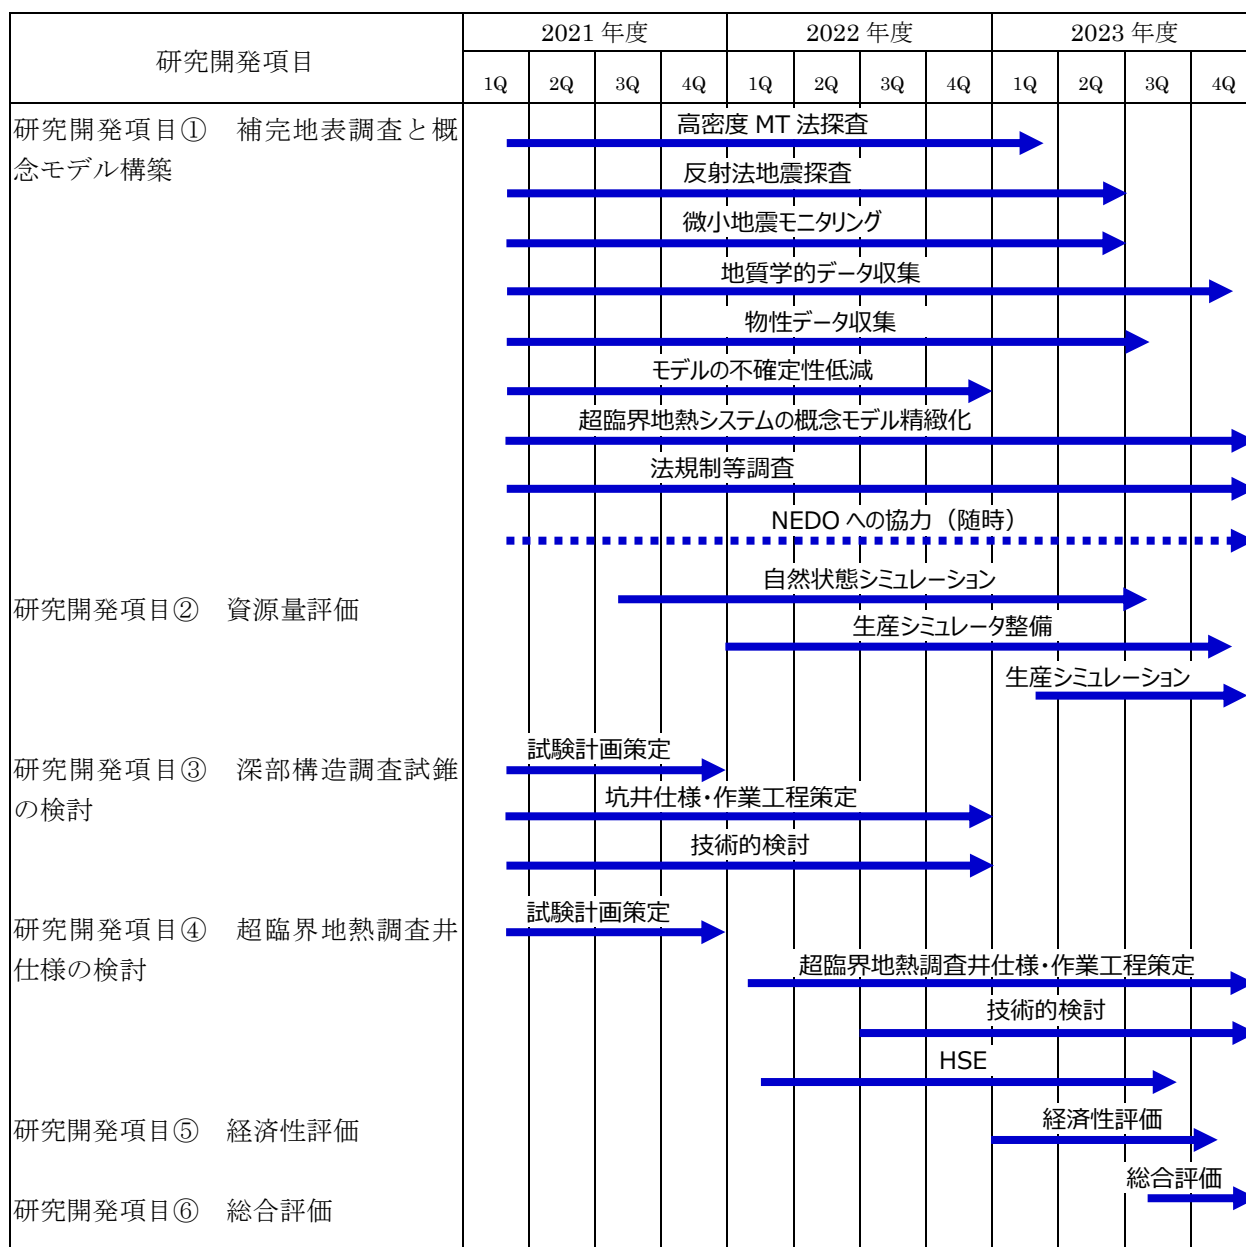 研究開発項目
2021 年度
2022 年度
2023 年度
1Q 2Q 3Q 4Q 1Q 2Q 3Q 4Q 1Q 2Q 3Q 4Q
研究開発項目① 補完地表調査と概
念モデル構築
高密度 MT 法探査
反射法地震探査
微小地震モニタリング
地質学的データ収集
物性データ収集
モデルの不確定性低減
超臨界地熱システムの概念モデル精緻化
法規制等調査
NEDO への協力（随時）
研究開発項目② 資源量評価
自然状態シミュレーション
生産シミュレータ整備
生産シミュレーション
研究開発項目③ 深部構造調査試錐
の検討
試験計画策定
坑井仕様・作業工程策定
技術的検討
研究開発項目④ 超臨界地熱調査井
仕様の検討
試験計画策定
超臨界地熱調査井仕様・作業工程策定
技術的検討
HSE
研究開発項目⑤ 経済性評価
経済性評価
研究開発項目⑥ 総合評価
総合評価